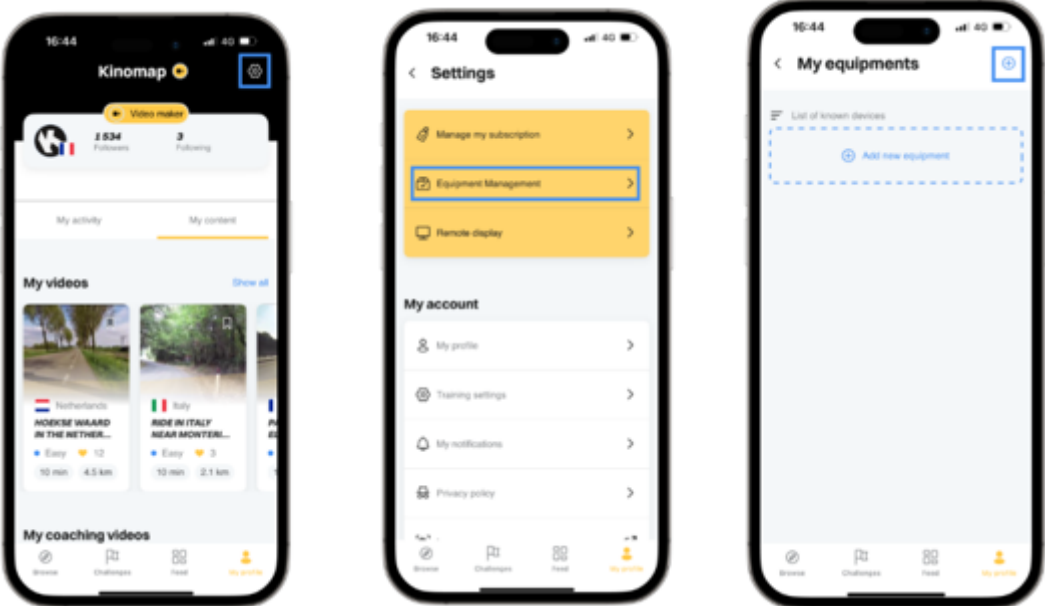 16:44
4G
Kinomap
Video maker
1 534
Followers
3
Following
My activity
My content
My videos
Show all
Netherlands
HOEKSE WAARD
IN THE NETHER...
Easy
12
10 min
4.5 km
Italy
RIDE IN ITALY
NEAR MONTERI...
Easy
3
10 min
2.1 km
My coaching videos
Browse
Challenges
Feed
My profile
16:44
4G
Settings
Manage my subscription
Equipment Management
Remote display
My account
My profile
Training settings
My notifications
Privacy policy
Browse
Challenges
Feed
My profile
16:44
4G
My equipments
List of known devices
Add new equipment
Browse
Challenges
Feed
My profile